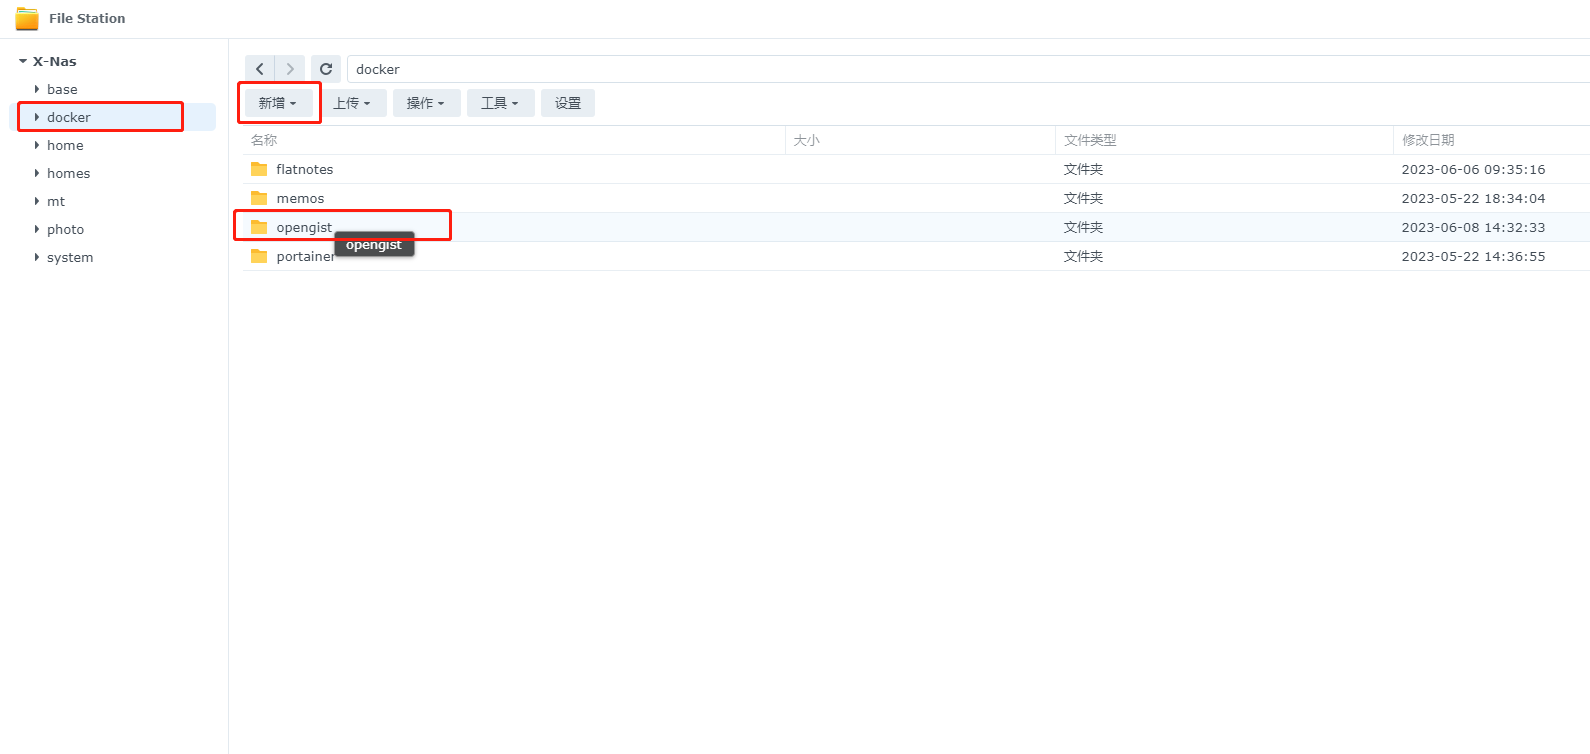 File Station
X-Nas
base
docker
home
homes
mt
photo
system
docker
新增 上传 操作 工具 设置
名称 大小 文件类型 修改日期
flatnotes 文件夹 2023-06-06 09:35:16
memos 文件夹 2023-05-22 18:34:04
opengist 文件夹 2023-06-08 14:32:33
opengist
portainer 文件夹 2023-05-22 14:36:55